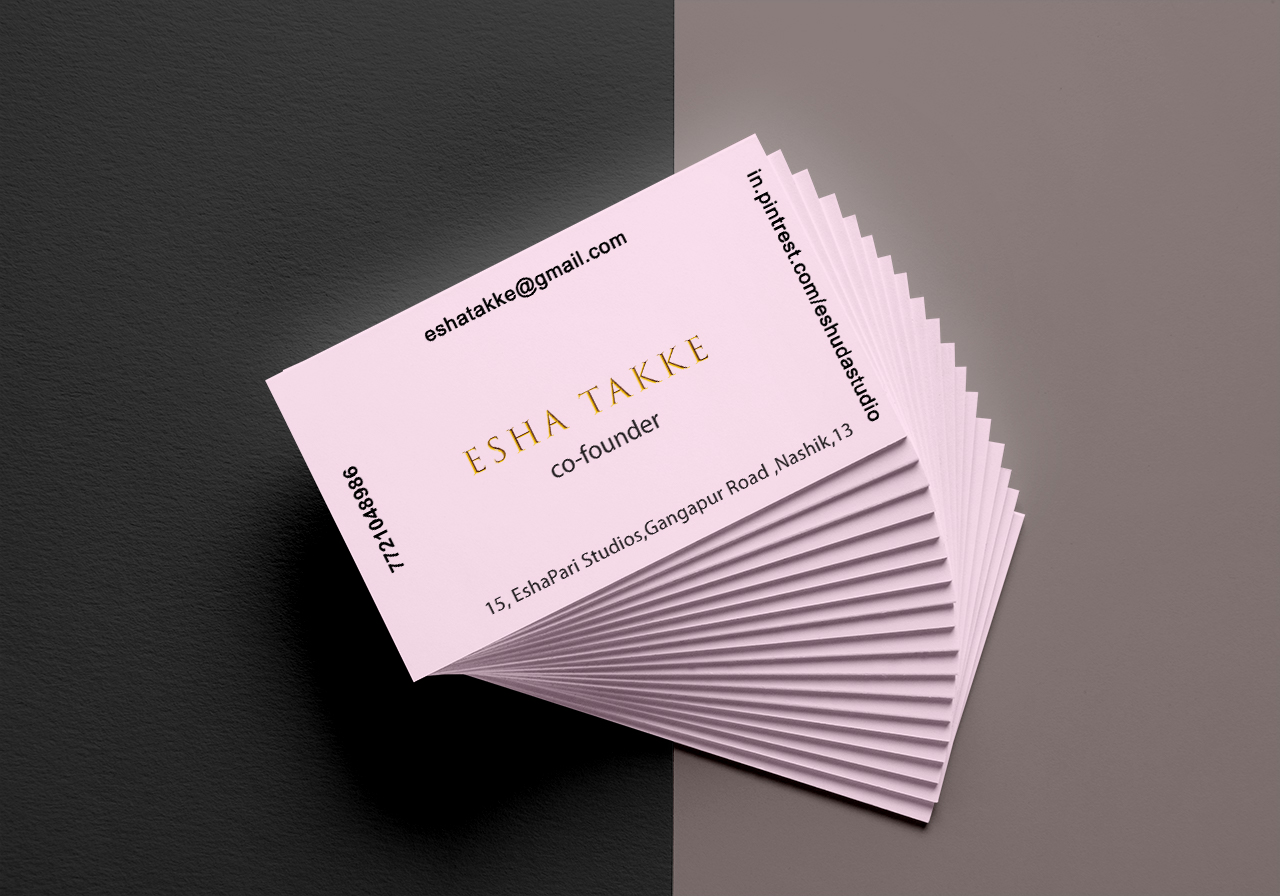 eshatakke@gmail.com
in.pintrest.com/eshudastudio
ESHA TAKKE
co-founder
7721048986
15, EshaPari Studios,Gangapur Road ,Nashik,13